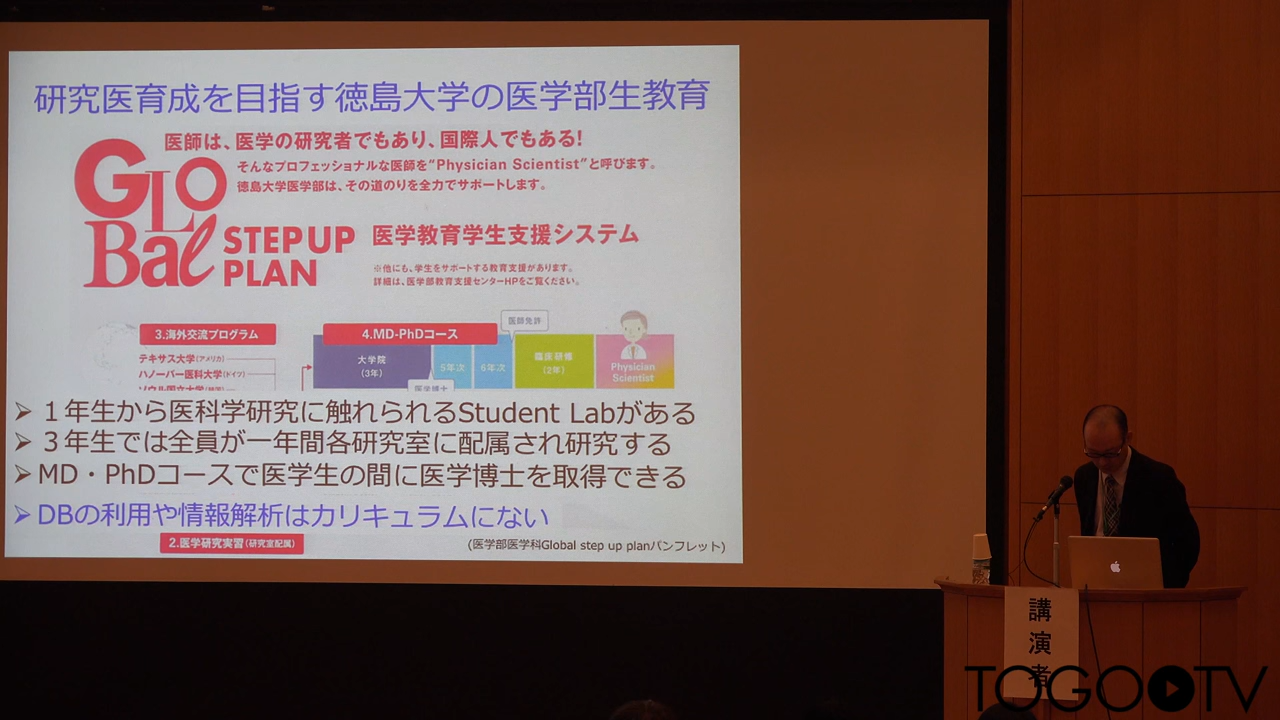 研究医育成を目指す徳島大学の医学部生教育
医師は、医学の研究者でもあり、国際人でもある!
そんなプロフェッショナルな医師を"Physician Scientist"と呼びます。
徳島大学医学部は、その道のりを全力でサポートします。
GLOBal STEP UP PLAN
医学教育学生支援システム
※他にも、学生をサポートする教育支援があります。
詳細は、医学部教育支援センターHPをご覧ください。
3.海外交流プログラム
テキサス大学(アメリカ)
ハノーバー医科大学(ドイツ)
ソウル国立大学(韓国)
4.MD-PhDコース
医師免許
大学院
(3年)
5年次
6年次
臨床研修
(2年)
Physician
Scientist
医学博士
➤ １年生から医科学研究に触れられるStudent Labがある
➤ ３年生では全員が一年間各研究室に配属され研究する
➤ MD・PhDコースで医学生の間に医学博士を取得できる
➤ DBの利用や情報解析はカリキュラムにない
2.医学研究実習(研究室配属)
(医学部医学科Global step up planパンフレット)
講演者
TOGOTV